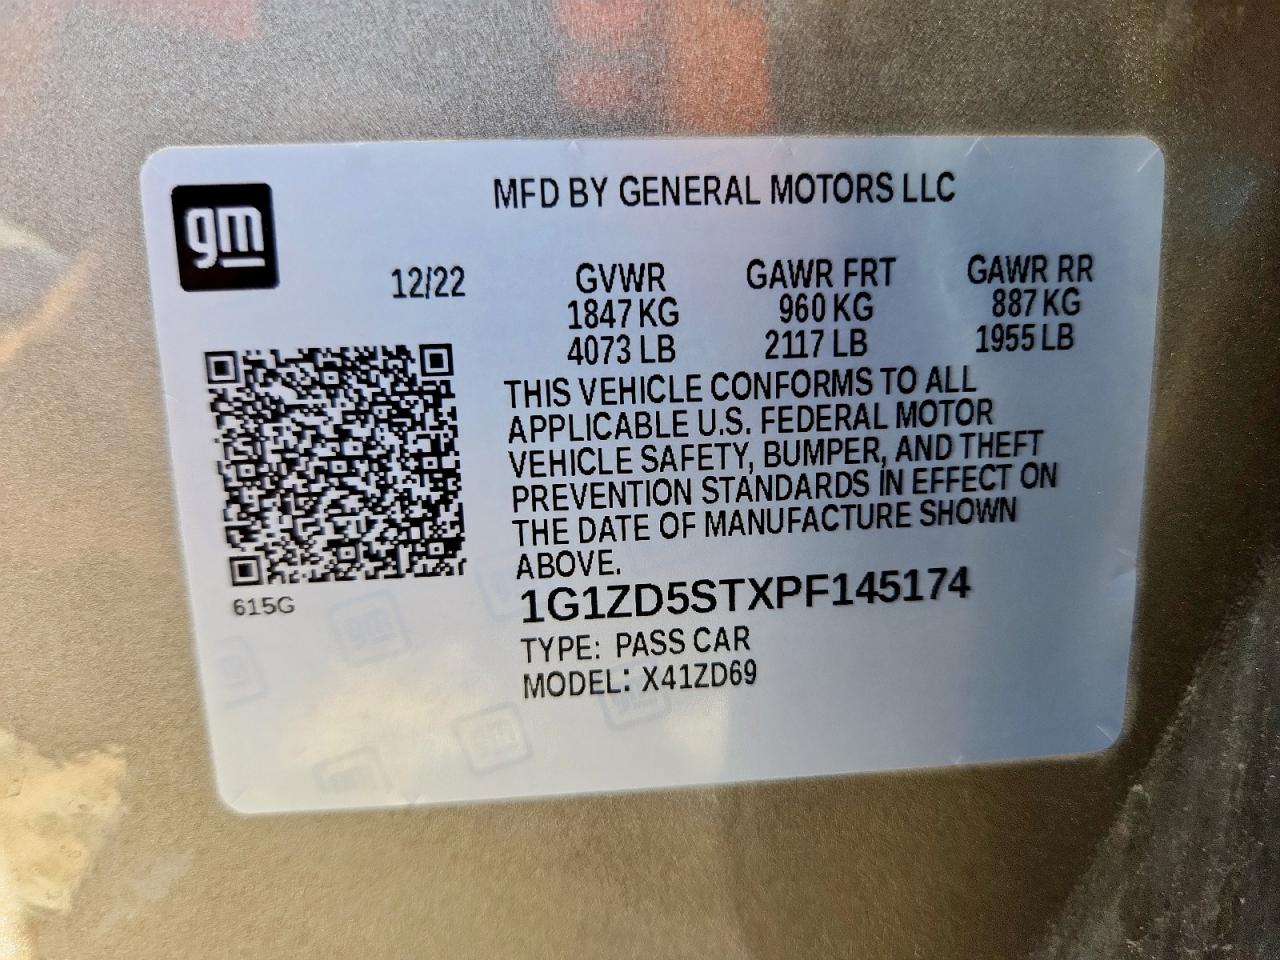 gm
MFD BY GENERAL MOTORS LLC
12/22 GVWR GAWR FRT GAWR RR
1847 KG 960 KG 887 KG
4073 LB 2117 LB 1955 LB
THIS VEHICLE CONFORMS TO ALL
APPLICABLE U.S. FEDERAL MOTOR
VEHICLE SAFETY, BUMPER, AND THEFT
PREVENTION STANDARDS IN EFFECT ON
THE DATE OF MANUFACTURE SHOWN
ABOVE.
615G
1G1ZD5STXPF145174
TYPE: PASS CAR
MODEL: X41ZD69